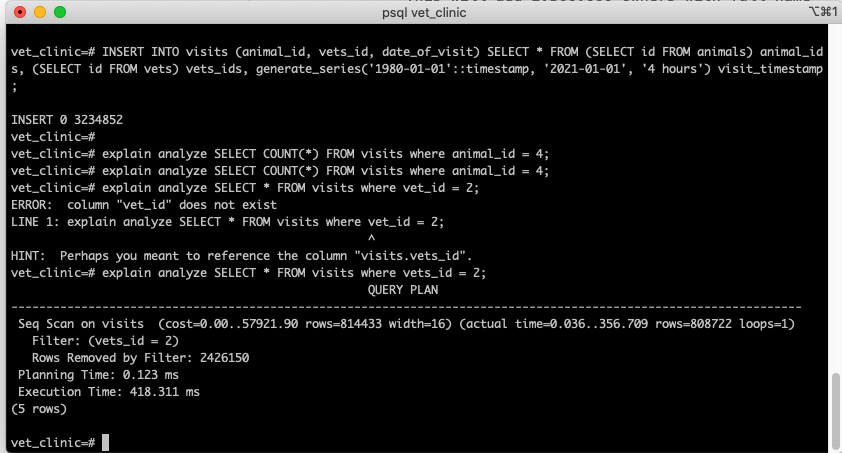 psql vet_clinic
⌥⌘1
vet_clinic=# INSERT INTO visits (animal_id, vets_id, date_of_visit) SELECT * FROM (SELECT id FROM animals) animal_id
s, (SELECT id FROM vets) vets_ids, generate_series('1980-01-01'::timestamp, '2021-01-01', '4 hours') visit_timestamp
;
INSERT 0 3234852
vet_clinic=#
vet_clinic=# explain analyze SELECT COUNT(*) FROM visits where animal_id = 4;
vet_clinic=# explain analyze SELECT COUNT(*) FROM visits where animal_id = 4;
vet_clinic=# explain analyze SELECT * FROM visits where vet_id = 2;
ERROR:  column "vet_id" does not exist
LINE 1: explain analyze SELECT * FROM visits where vet_id = 2;
^
HINT:  Perhaps you meant to reference the column "visits.vets_id".
vet_clinic=# explain analyze SELECT * FROM visits where vets_id = 2;
QUERY PLAN
-----------------------------------------------------------------------------------------------------------------
Seq Scan on visits  (cost=0.00..57921.90 rows=814433 width=16) (actual time=0.036..356.709 rows=808722 loops=1)
Filter: (vets_id = 2)
Rows Removed by Filter: 2426150
Planning Time: 0.123 ms
Execution Time: 418.311 ms
(5 rows)
vet_clinic=#